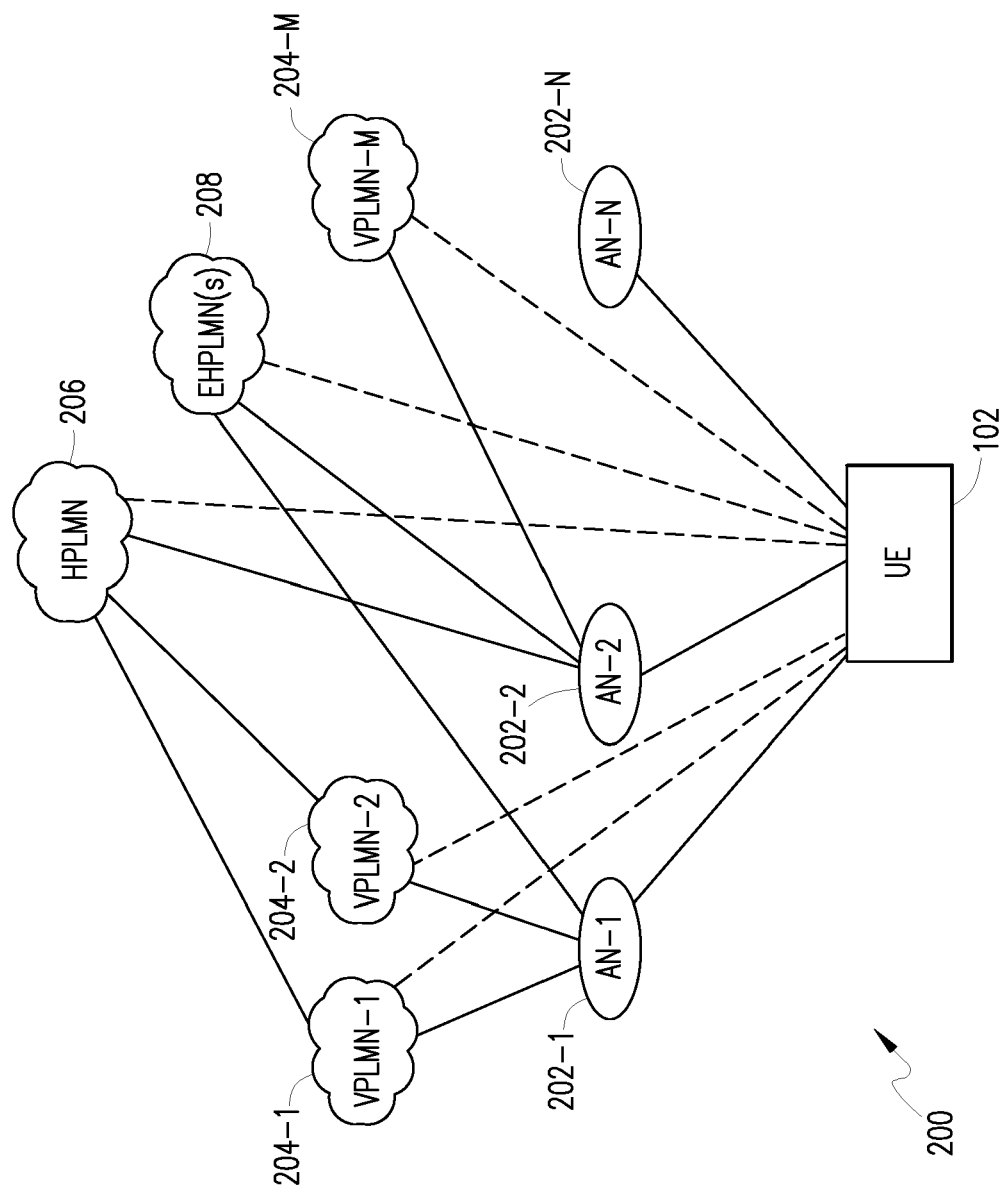 206
HPLMN
208
EHPLMN(s)
204-M
VPLMN-M
204-2
VPLMN-2
204-1
VPLMN-1
202-N
AN-N
202-2
AN-2
202-1
AN-1
102
UE
200